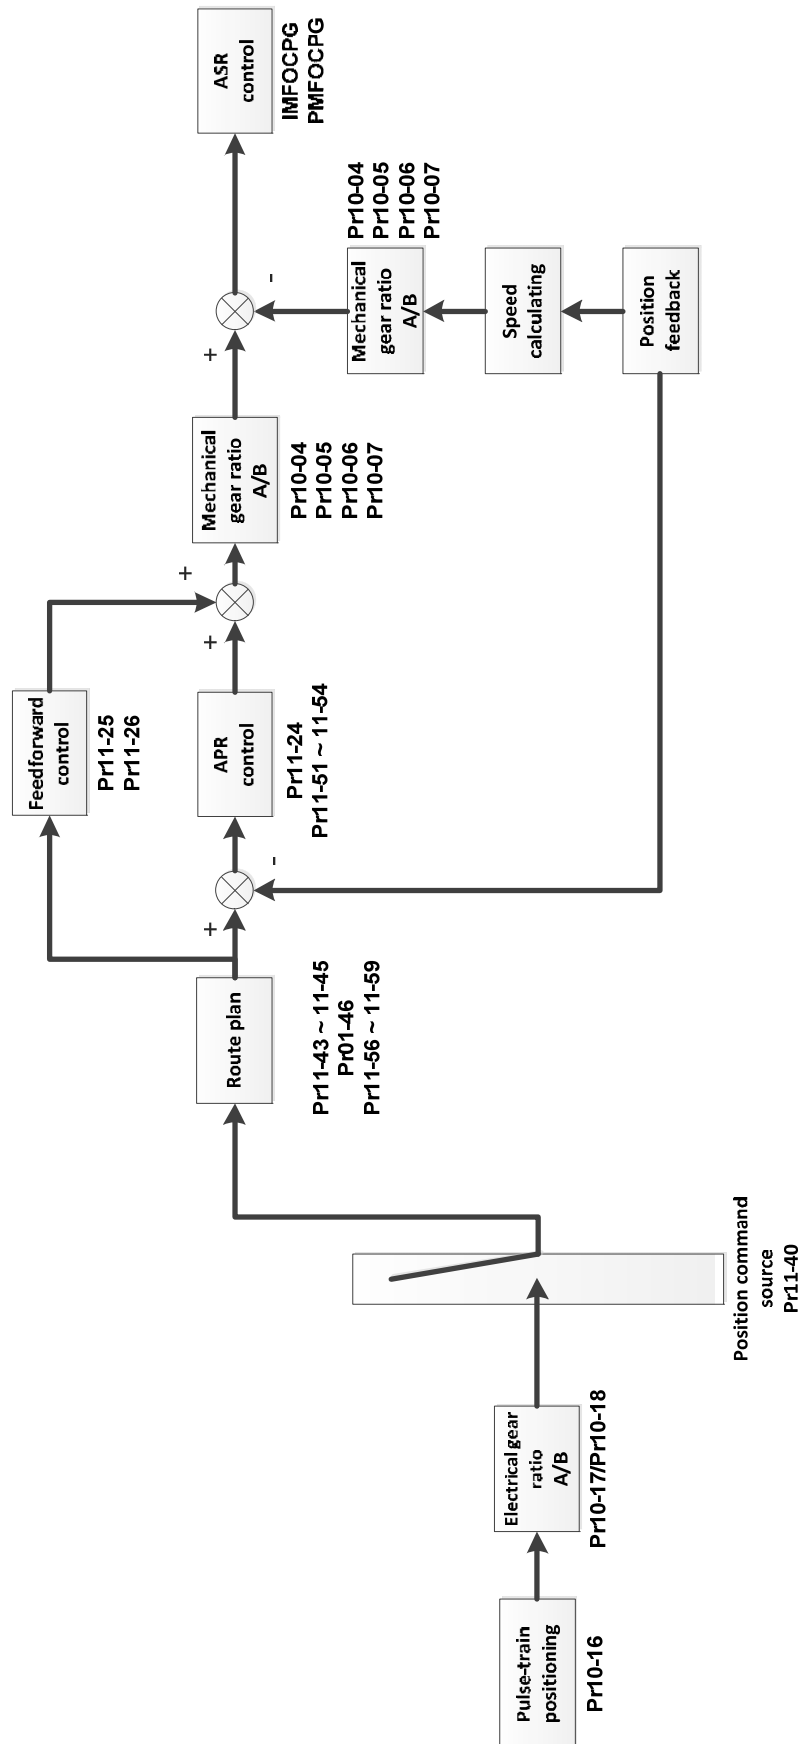 Pulse-train
positioning
Pr10-16
Electrical gear
ratio
A/B
Pr10-17/Pr10-18
Position command
source
Pr11-40
Route plan
Pr11-43 ~ 11-45
Pr01-46
Pr11-56 ~ 11-59
+
-
Feedforward
control
Pr11-25
Pr11-26
APR
control
Pr11-24
Pr11-51 ~ 11-54
+
+
Mechanical
gear ratio
A/B
Pr10-04
Pr10-05
Pr10-06
Pr10-07
+
-
Mechanical
gear ratio
A/B
Pr10-04
Pr10-05
Pr10-06
Pr10-07
Speed
calculating
Position
feedback
ASR
control
IMFOCPG
PMFOCPG